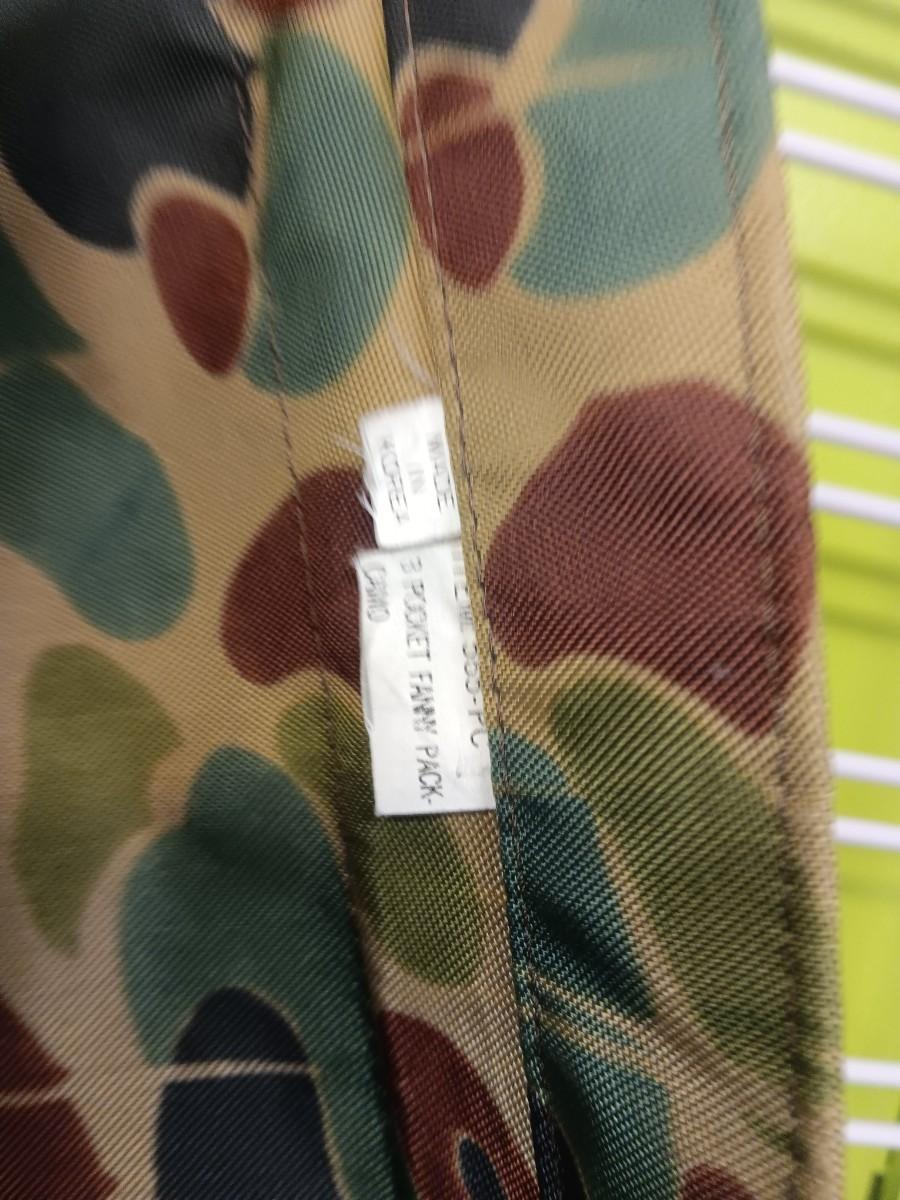 MADE
IN
KOREA
3 POCKET FANNY PACK-
CAMO